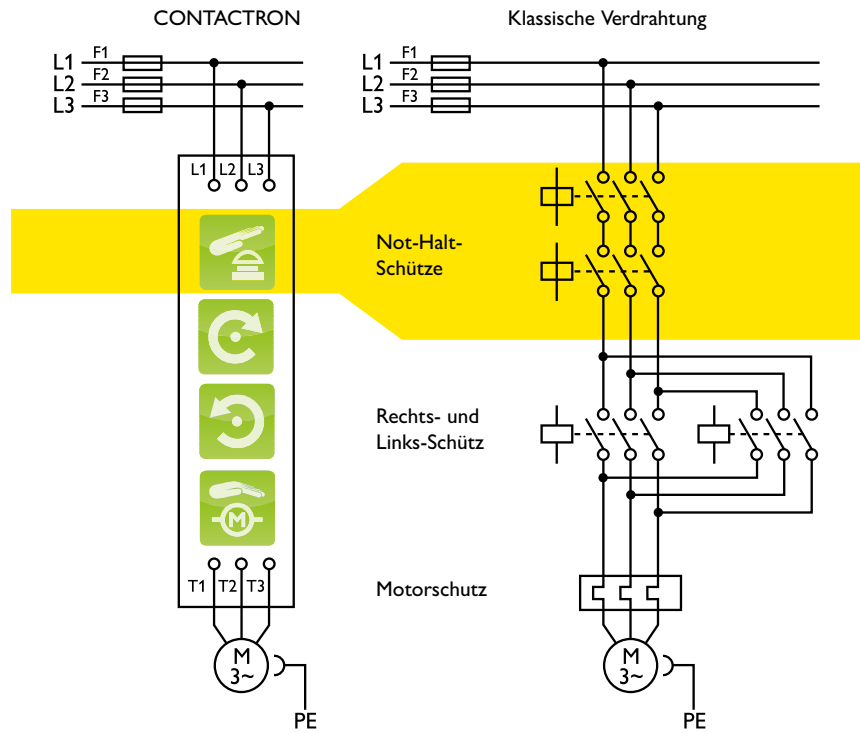 CONTACTRON
Klassische Verdrahtung
L1
F1
L2
F2
L3
F3
L1
F1
L2
F2
L3
F3
L1 L2 L3
Not-Halt-
Schütze
Rechts- und
Links-Schütz
M
T1 T2 T3
Motorschutz
M
3~
PE
M
3~
PE